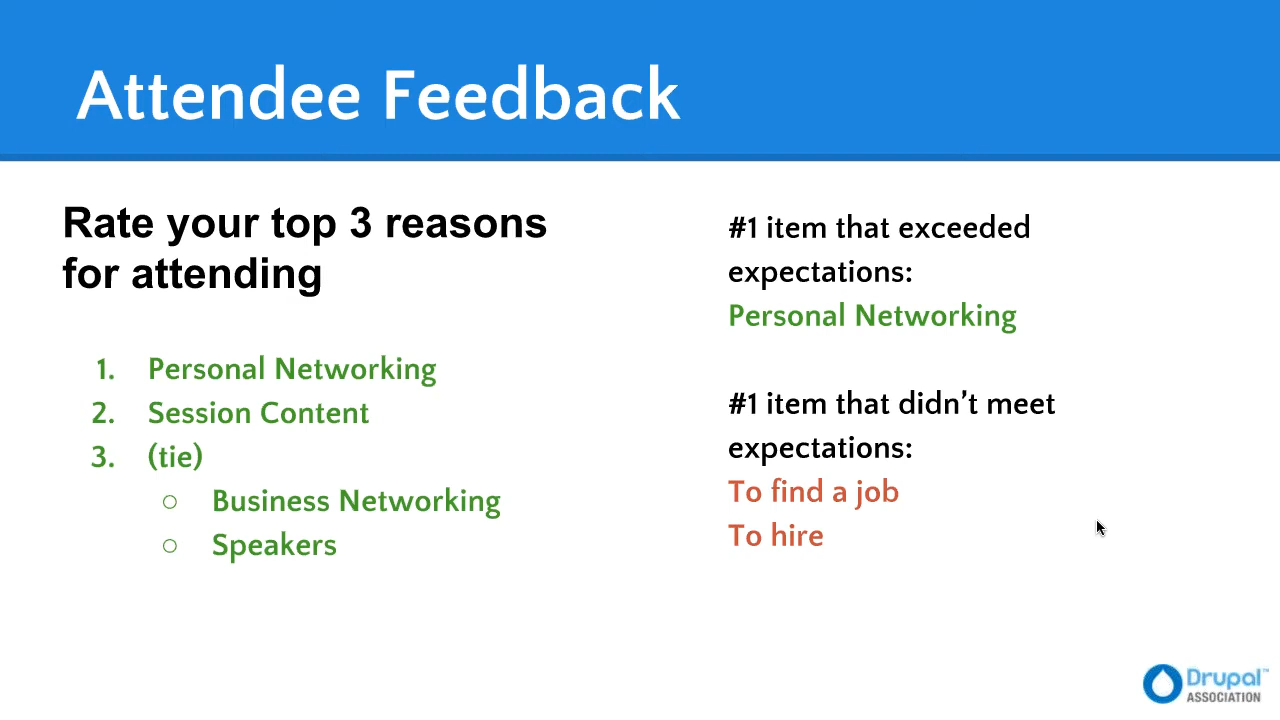 Attendee Feedback
Rate your top 3 reasons
for attending
1. Personal Networking
2. Session Content
3. (tie)
○ Business Networking
○ Speakers
#1 item that exceeded
expectations:
Personal Networking
#1 item that didn’t meet
expectations:
To find a job
To hire
Drupal™
ASSOCIATION